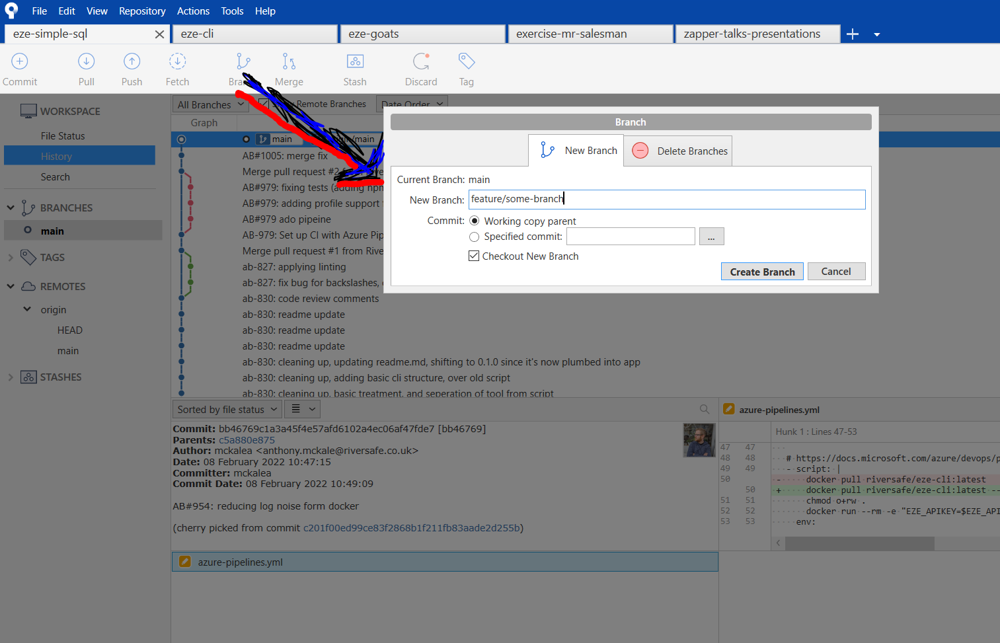 File Edit View Repository Actions Tools Help
eze-simple-sql eze-cli eze-goats exercise-mr-salesman zapper-talks-presentations
Commit Pull Push Fetch Merge Stash Discard Tag
WORKSPACE
File Status
History
Search
BRANCHES
main
TAGS
REMOTES
origin
HEAD
main
STASHES
All Branches Remote Branches Date Order
Graph
main /main
AB#1005: merge fix
Merge pull request #2
AB#979: fixing tests (adding npm
AB#979: adding profile support
AB#979 ado pipeine
AB-979: Set up CI with Azure Pip
Merge pull request #1 from Rive
ab-827: applying linting
ab-827: fix bug for backslashes,
ab-830: code review comments
ab-830: readme update
ab-830: readme update
ab-830: readme update
ab-830: cleaning up, updating readme.md, shifting to 0.1.0 since it's now plumbed into app
ab-830: cleaning up, adding basic cli structure, over old script
ab-830: cleaning up, basic treatment, and seperation of tool from script
Branch
New Branch Delete Branches
Current Branch: main
New Branch: feature/some-branch
Commit: Working copy parent
Specified commit: ...
Checkout New Branch
Create Branch Cancel
Sorted by file status
Commit: bb46769c1a3a45f4e57afd6102a4ec06af47fde7 [bb46769]
Parents: c5a880e875
Author: mckalea <anthony.mckale@riversafe.co.uk>
Date: 08 February 2022 10:47:15
Committer: mckalea
Commit Date: 08 February 2022 10:49:09
AB#954: reducing log noise form docker
(cherry picked from commit c201f00ed99ce83f2868b1f211fb83aade2d255b)
azure-pipelines.yml
azure-pipelines.yml
Hunk 1 : Lines 47-53
47 47
48 48 # https://docs.microsoft.com/azure/devops/p
49 49 - script: |
50 - docker pull riversafe/eze-cli:latest
50 + docker pull riversafe/eze-cli:latest --
51 51 chmod o+rw .
52 52 docker run --rm -e "EZE_APIKEY=$EZE_API
53 53 env: